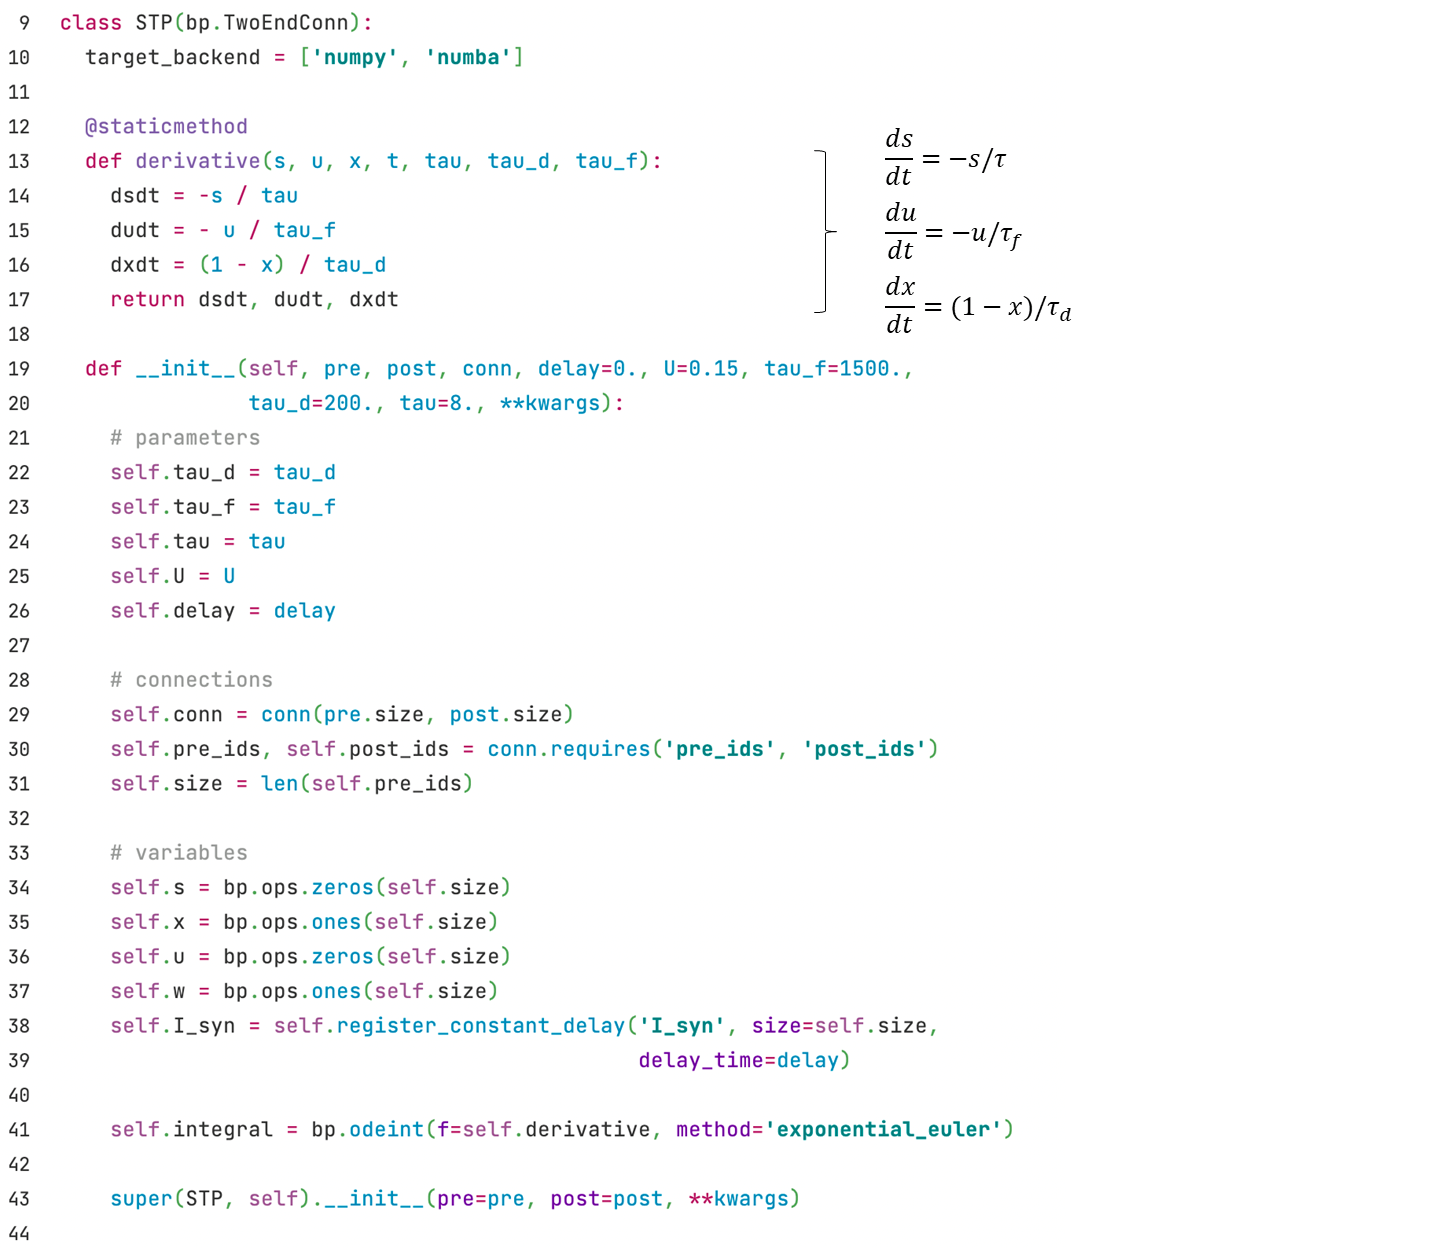 9 class STP(bp.TwoEndConn):
10 target_backend = ['numpy', 'numba']
11
12 @staticmethod
13 def derivative(s, u, x, t, tau, tau_d, tau_f):
14 dsdt = -s / tau
15 dudt = - u / tau_f
16 dxdt = (1 - x) / tau_d
17 return dsdt, dudt, dxdt
ds/dt = −s/τ
du/dt = −u/τ_f
dx/dt = (1 − x)/τ_d
18
19 def __init__(self, pre, post, conn, delay=0., U=0.15, tau_f=1500.,
20 tau_d=200., tau=8., **kwargs):
21 # parameters
22 self.tau_d = tau_d
23 self.tau_f = tau_f
24 self.tau = tau
25 self.U = U
26 self.delay = delay
27
28 # connections
29 self.conn = conn(pre.size, post.size)
30 self.pre_ids, self.post_ids = conn.requires('pre_ids', 'post_ids')
31 self.size = len(self.pre_ids)
32
33 # variables
34 self.s = bp.ops.zeros(self.size)
35 self.x = bp.ops.ones(self.size)
36 self.u = bp.ops.zeros(self.size)
37 self.w = bp.ops.ones(self.size)
38 self.I_syn = self.register_constant_delay('I_syn', size=self.size,
39 delay_time=delay)
40
41 self.integral = bp.odeint(f=self.derivative, method='exponential_euler')
42
43 super(STP, self).__init__(pre=pre, post=post, **kwargs)
44